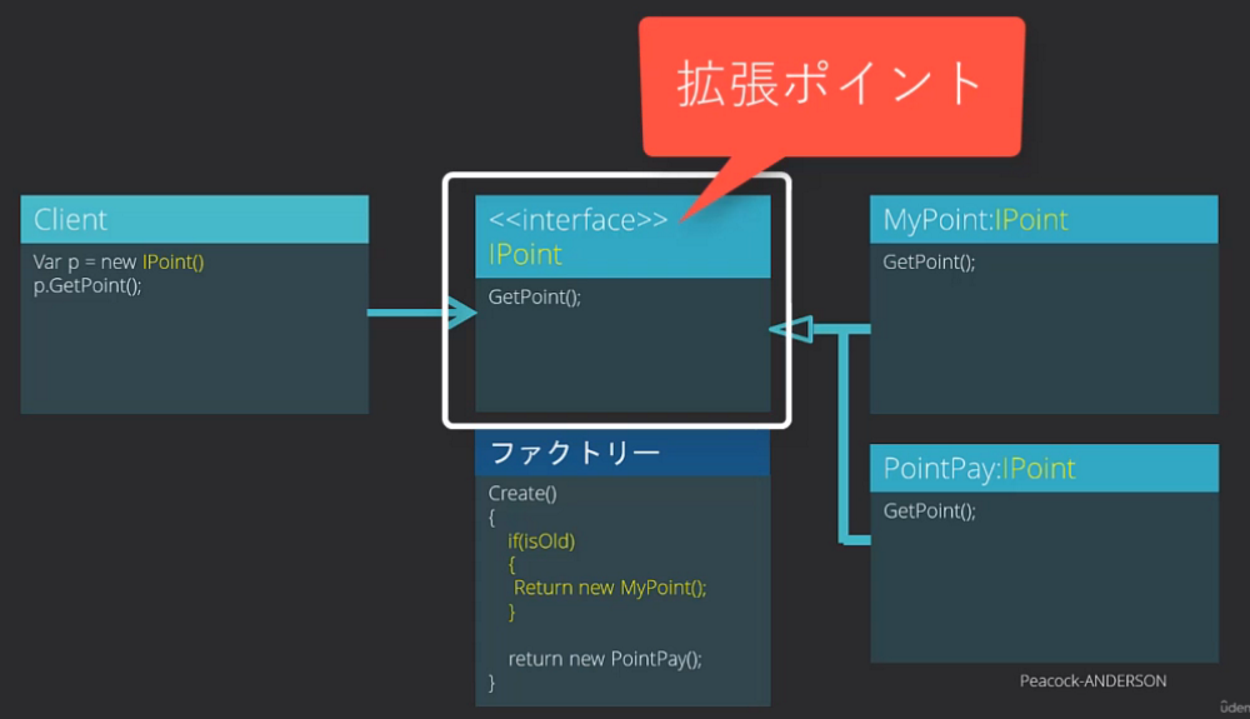 拡張ポイント
Client
Var p = new IPoint()
p.GetPoint();
<<interface>>
IPoint
GetPoint();
MyPoint:IPoint
GetPoint();
ファクトリー
Create()
{
if(isOld)
{
Return new MyPoint();
}
return new PointPay();
}
PointPay:IPoint
GetPoint();
Peacock-ANDERSON